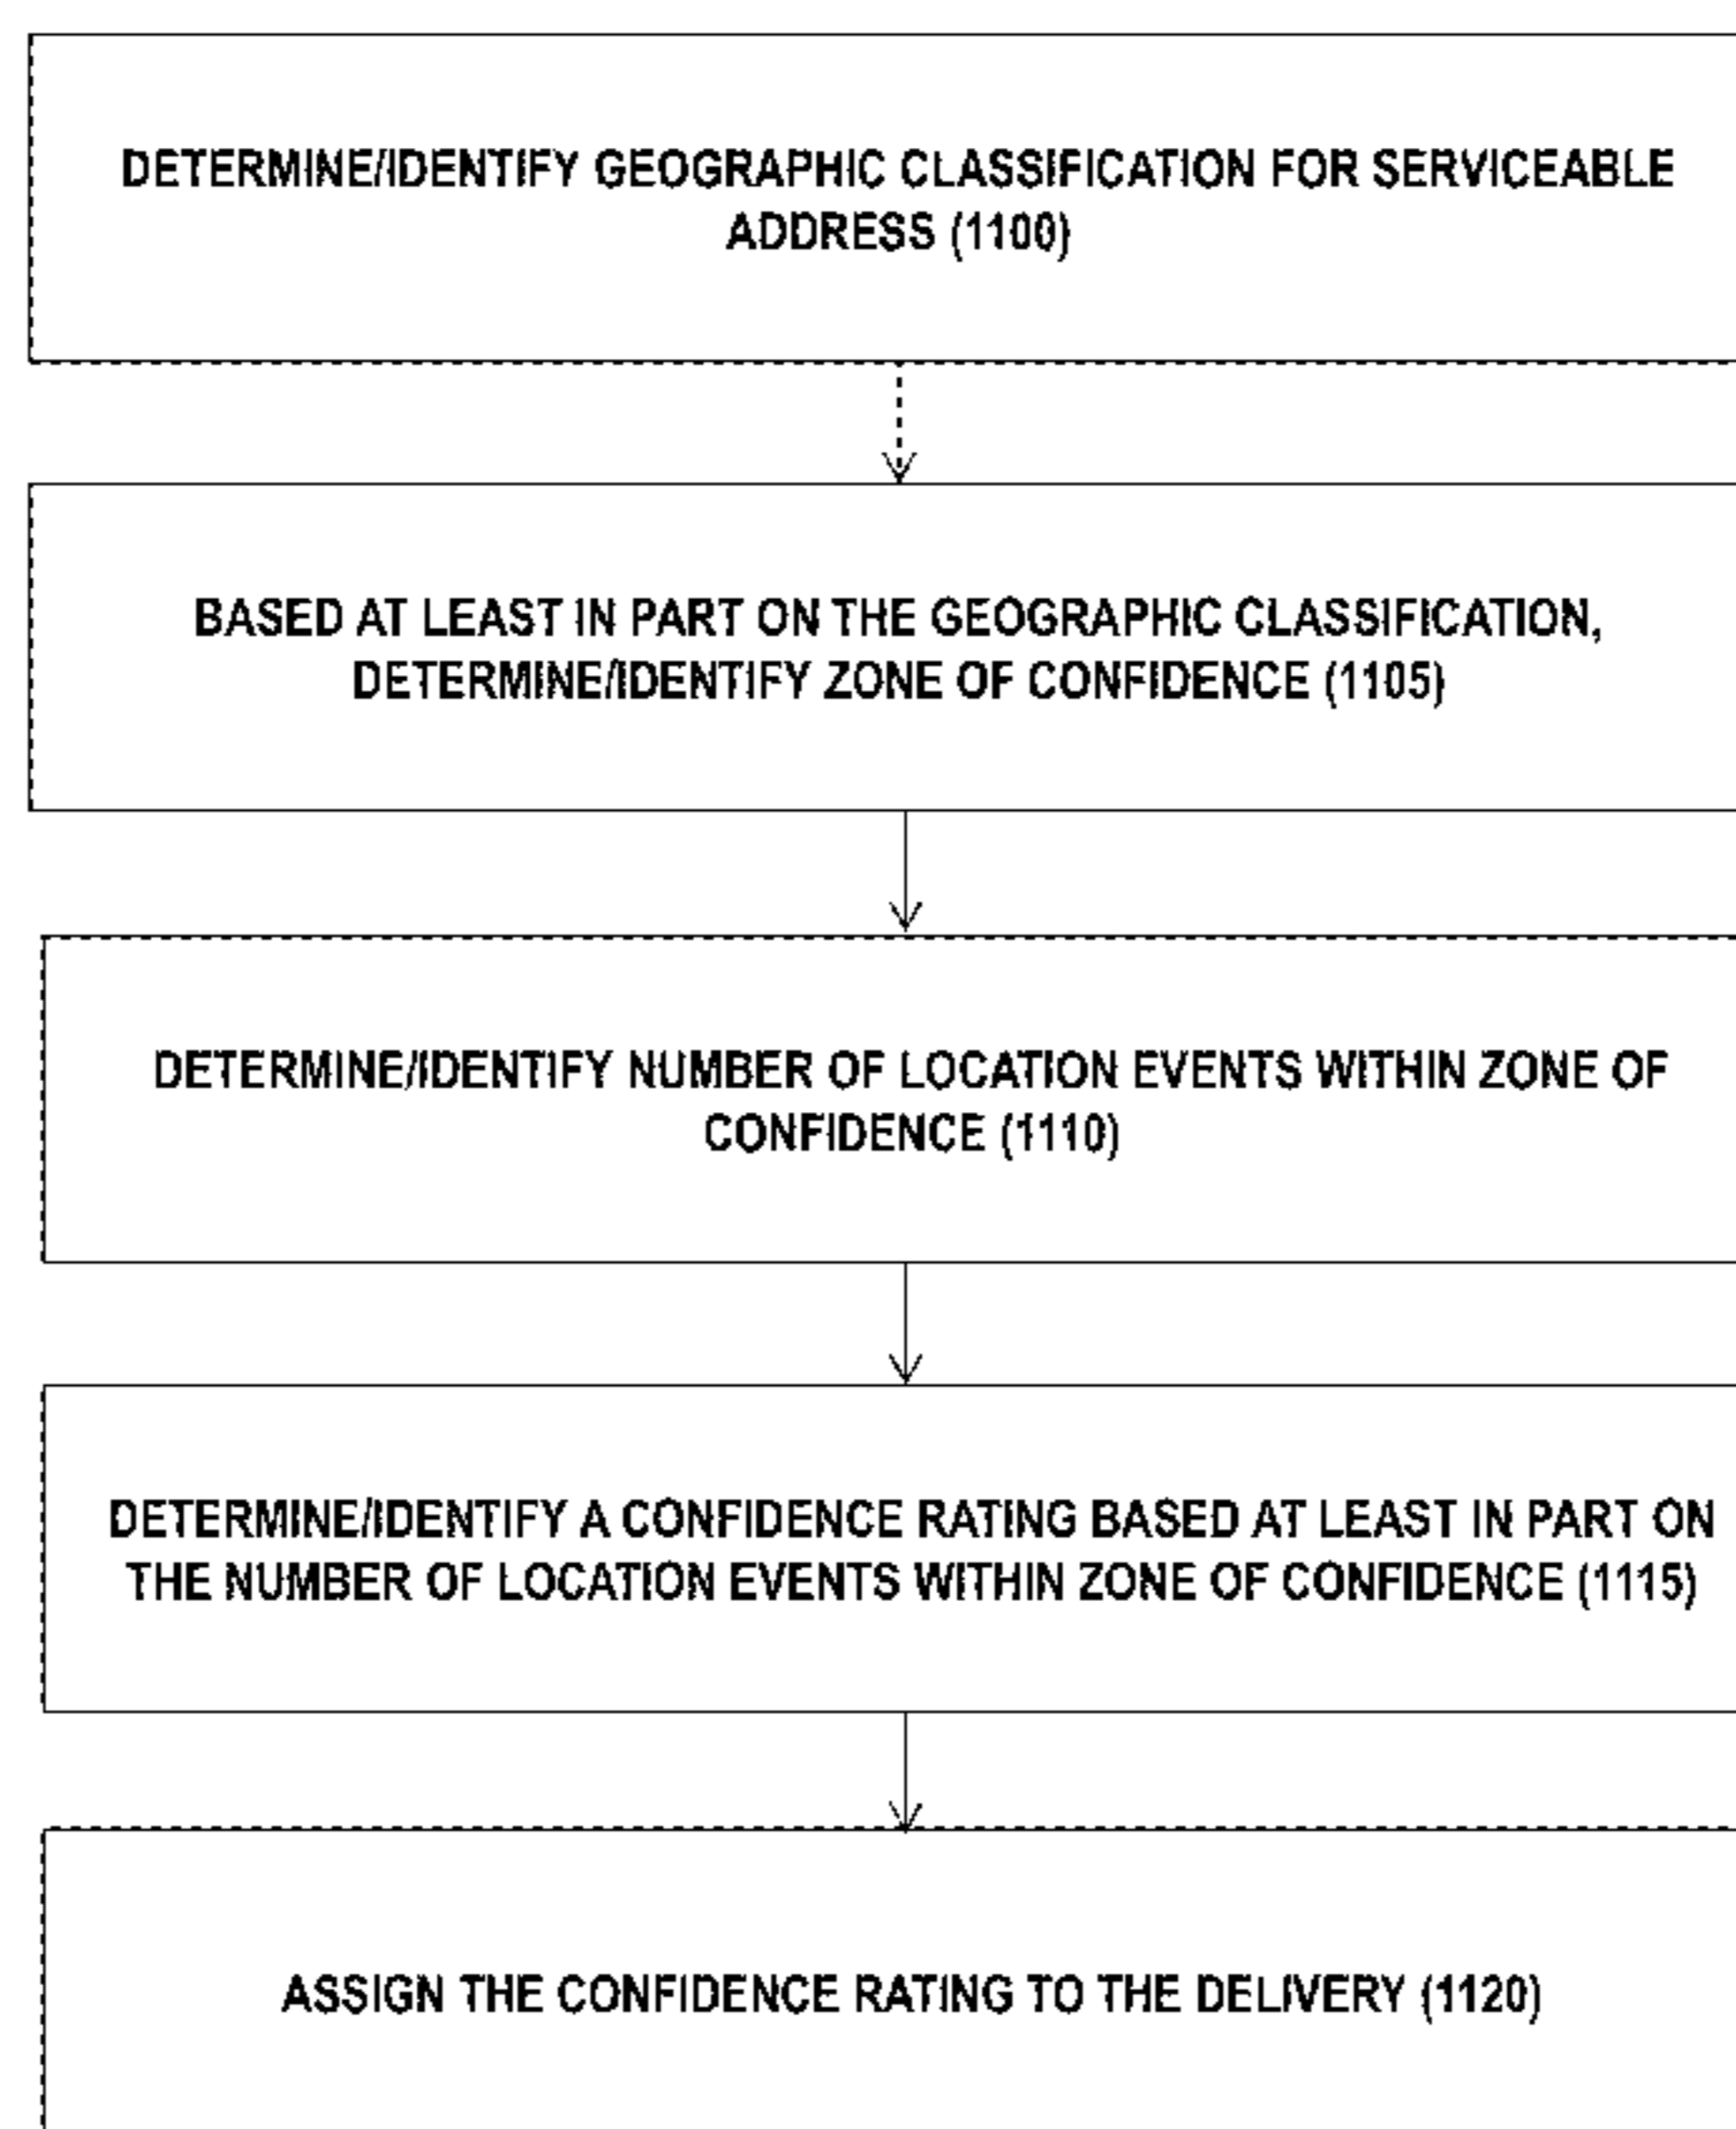 DETERMINE/IDENTIFY GEOGRAPHIC CLASSIFICATION FOR SERVICEABLE
ADDRESS (1100)
BASED AT LEAST IN PART ON THE GEOGRAPHIC CLASSIFICATION,
DETERMINE/IDENTIFY ZONE OF CONFIDENCE (1105)
DETERMINE/IDENTIFY NUMBER OF LOCATION EVENTS WITHIN ZONE OF
CONFIDENCE (1110)
DETERMINE/IDENTIFY A CONFIDENCE RATING BASED AT LEAST IN PART ON
THE NUMBER OF LOCATION EVENTS WITHIN ZONE OF CONFIDENCE (1115)
ASSIGN THE CONFIDENCE RATING TO THE DELIVERY (1120)